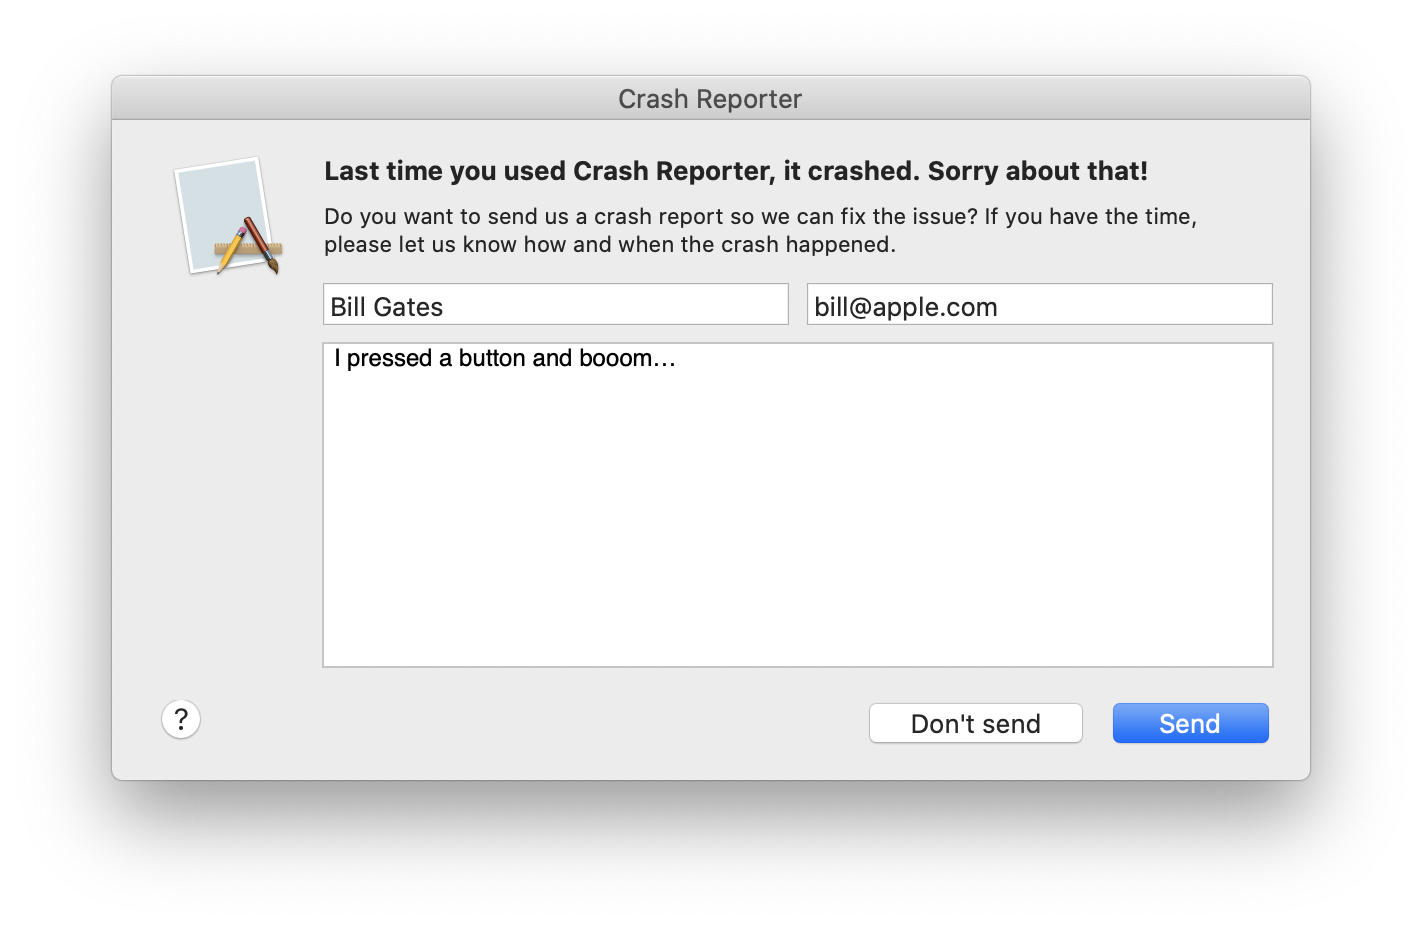 Crash Reporter
Last time you used Crash Reporter, it crashed. Sorry about that!
Do you want to send us a crash report so we can fix the issue? If you have the time,
please let us know how and when the crash happened.
Bill Gates
bill@apple.com
I pressed a button and booom…
?
Don't send
Send